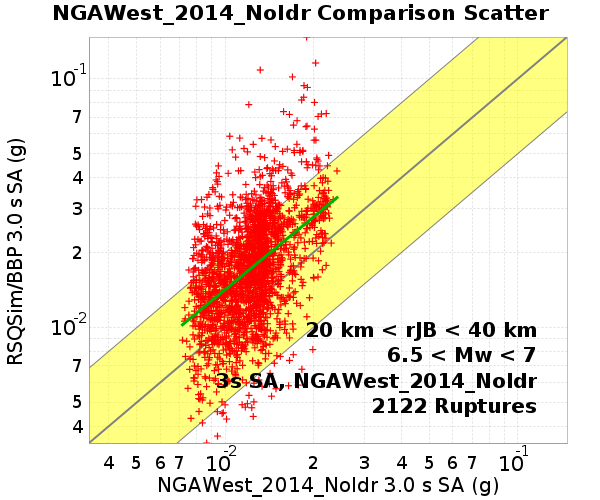 NGAWest_2014_NoIdr Comparison Scatter
RSQSim/BBP 3.0 s SA (g)
10^-1
7
5
4
3
2
10^-2
7
5
4
20 km < rJB < 40 km
6.5 < Mw < 7
3s SA, NGAWest_2014_NoIdr
2122 Ruptures
4 5 6 7 10^-2 2 3 4 5 6 7 10^-1
NGAWest_2014_NoIdr 3.0 s SA (g)